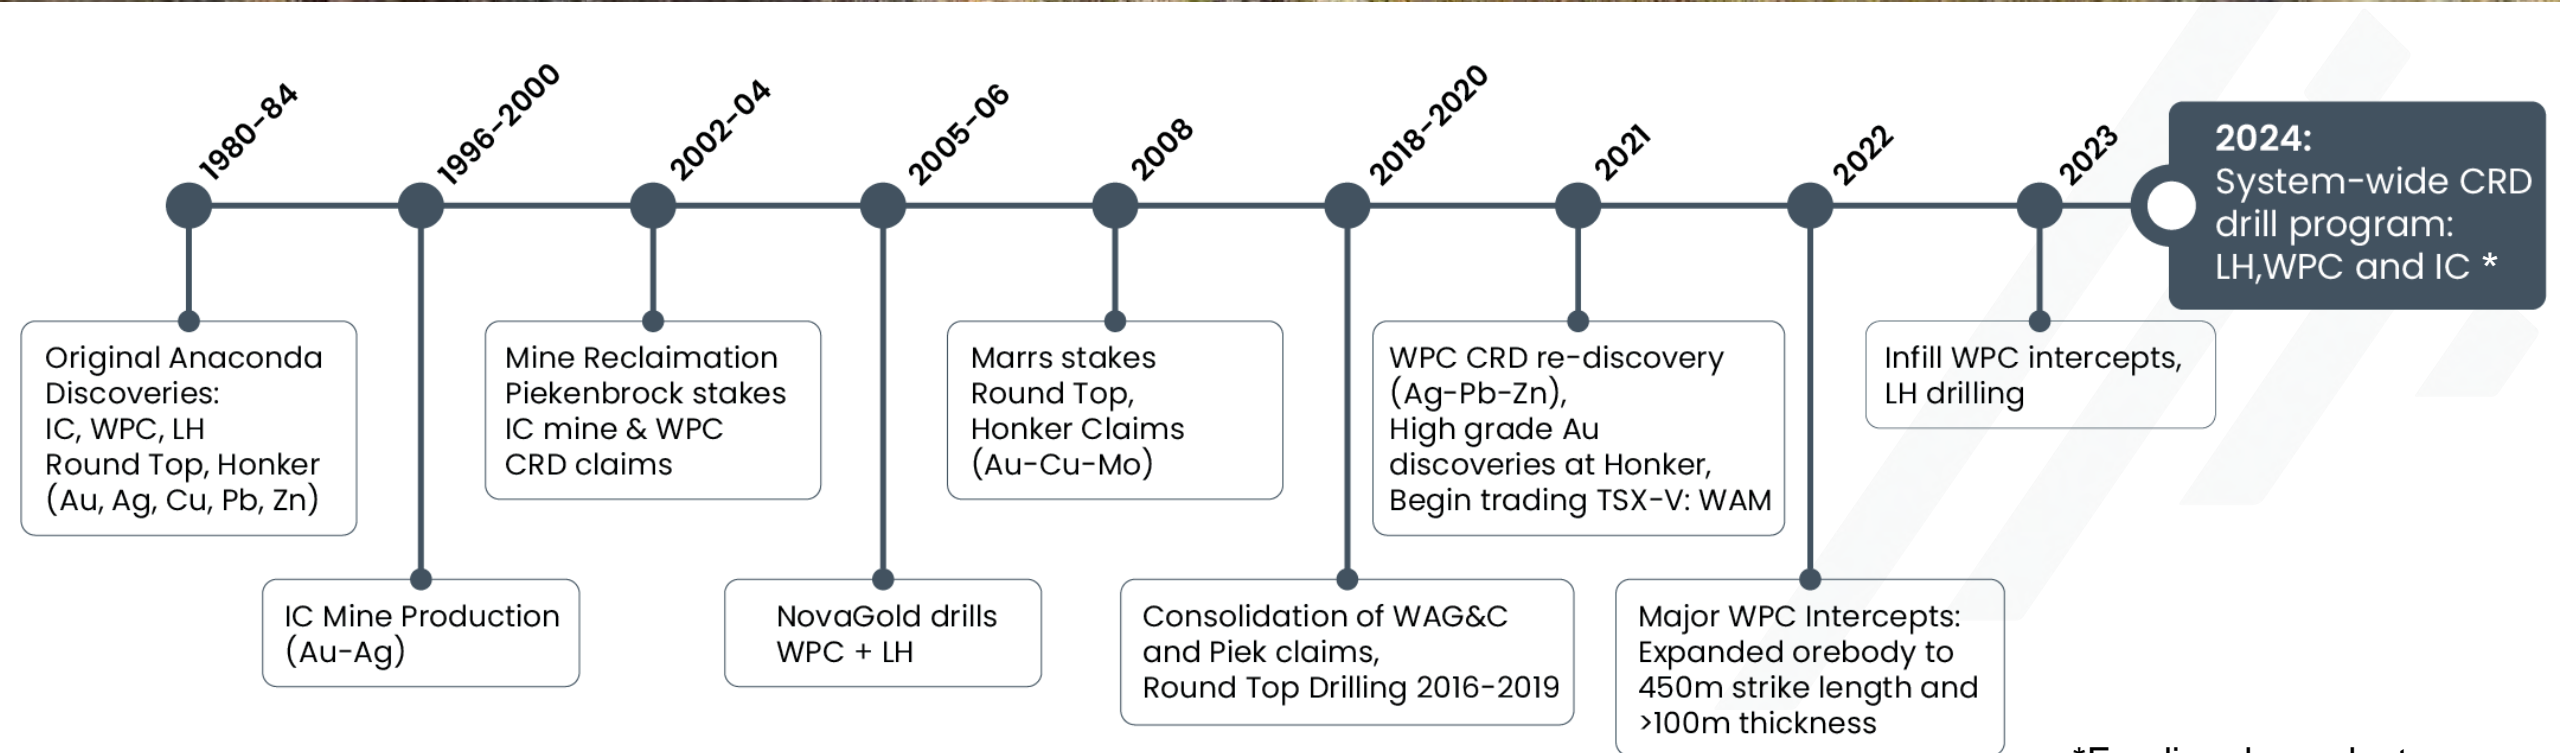 1980-84
Original Anaconda
Discoveries:
IC, WPC, LH
Round Top, Honker
(Au, Ag, Cu, Pb, Zn)
1996-2000
IC Mine Production
(Au-Ag)
2002-04
Mine Reclaimation
Piekenbrock stakes
IC mine & WPC
CRD claims
2005-06
NovaGold drills
WPC + LH
2008
Marrs stakes
Round Top,
Honker Claims
(Au-Cu-Mo)
2018-2020
Consolidation of WAG&C
and Piek claims,
Round Top Drilling 2016-2019
2021
WPC CRD re-discovery
(Ag-Pb-Zn),
High grade Au
discoveries at Honker,
Begin trading TSX-V: WAM
2022
Major WPC Intercepts:
Expanded orebody to
450m strike length and
>100m thickness
2023
Infill WPC intercepts,
LH drilling
2024:
System-wide CRD
drill program:
LH,WPC and IC *